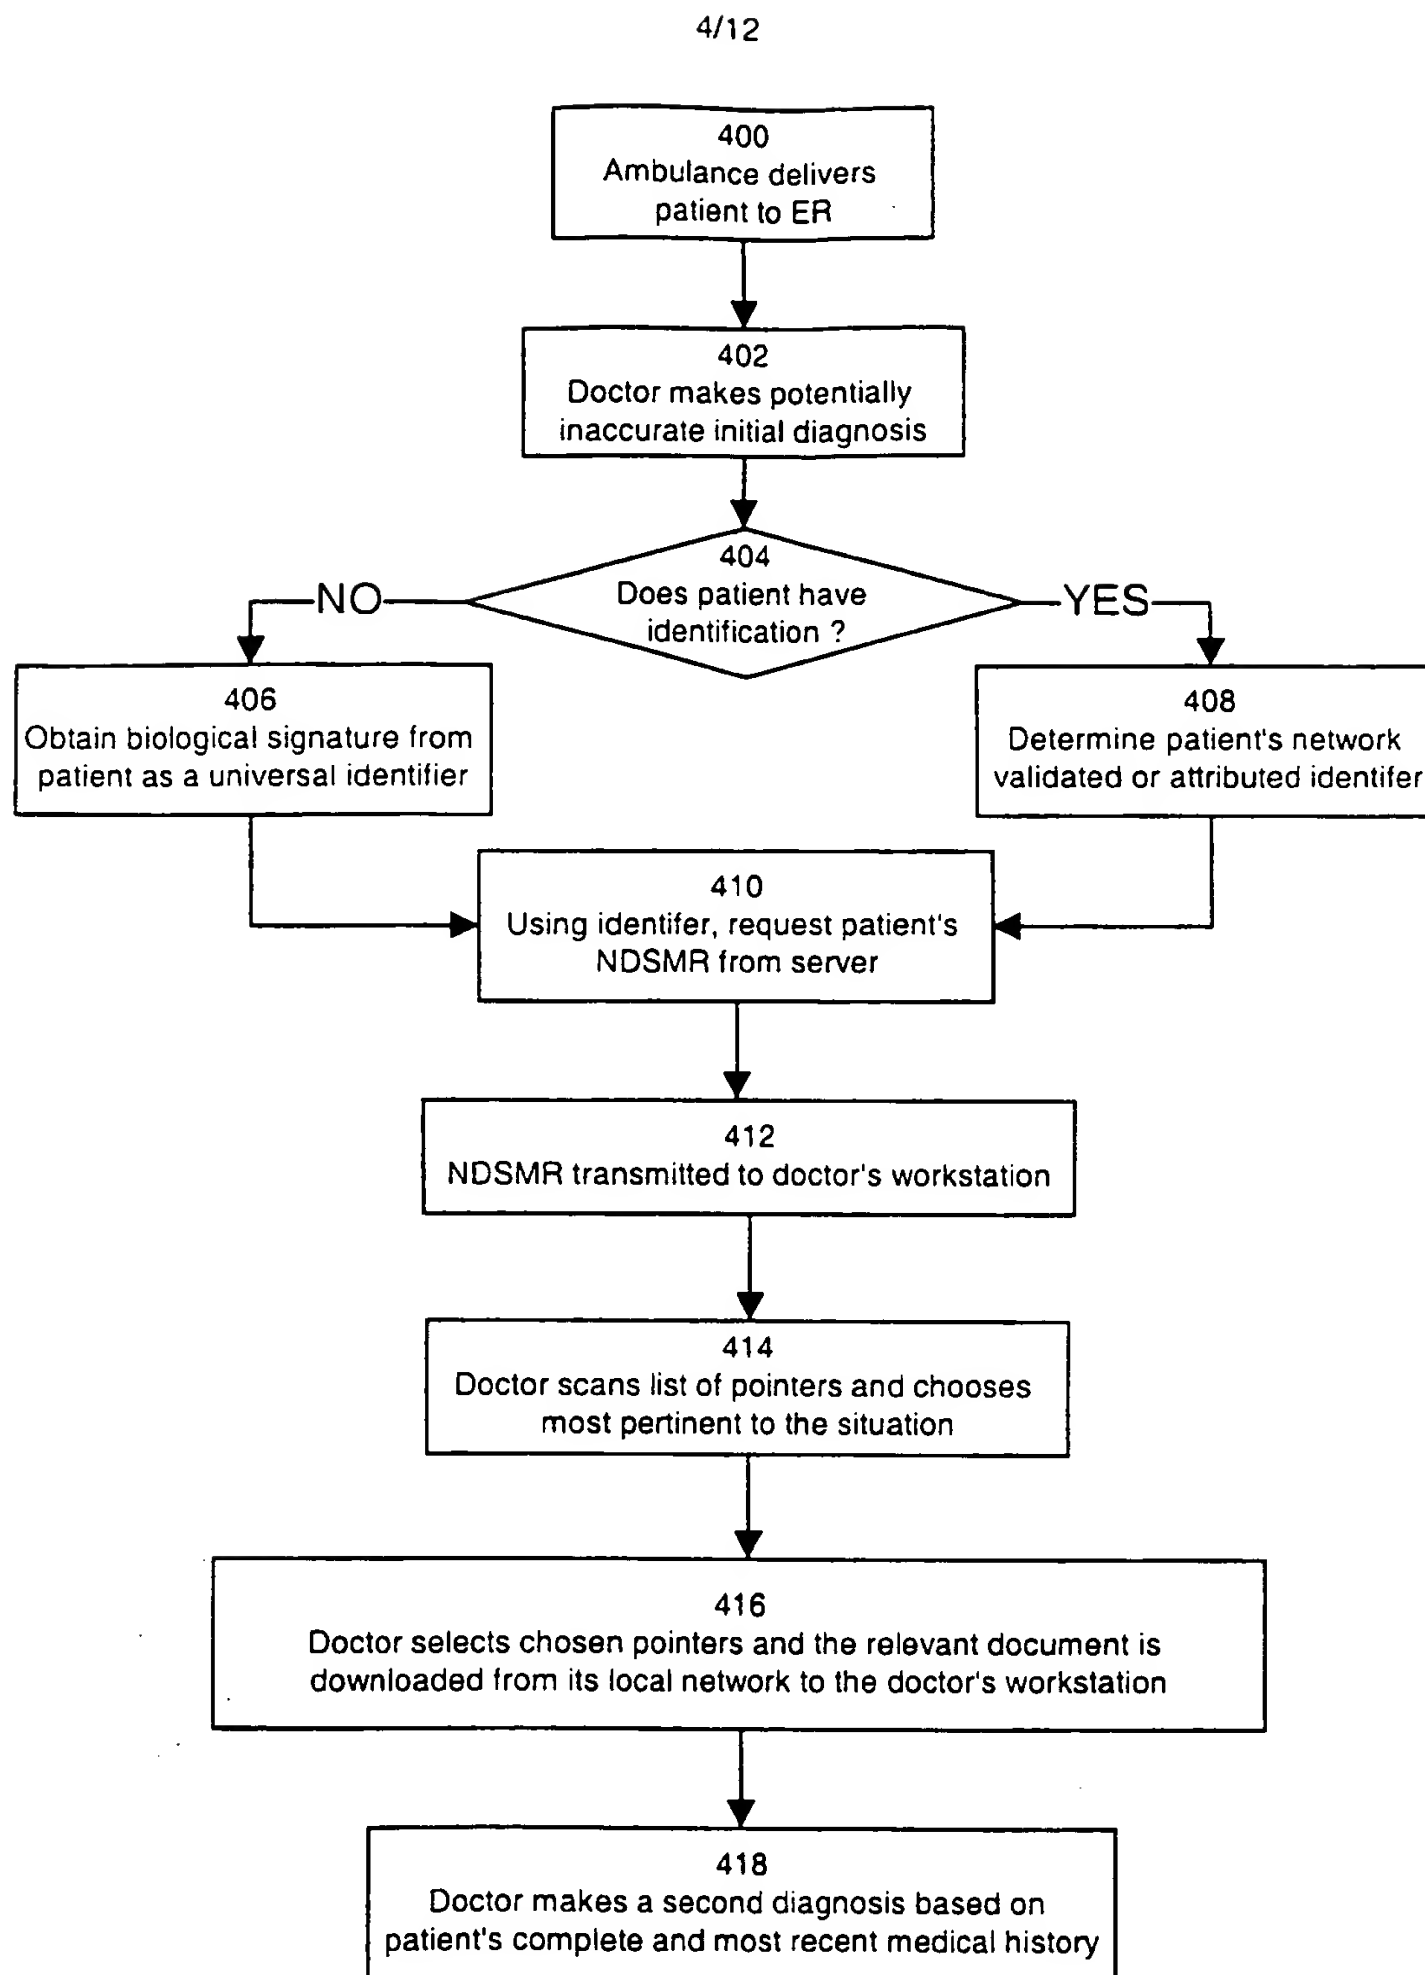 4/12
400
Ambulance delivers
patient to ER
402
Doctor makes potentially
inaccurate initial diagnosis
404
Does patient have
identification ?
NO
YES
406
Obtain biological signature from
patient as a universal identifier
408
Determine patient's network
validated or attributed identifer
410
Using identifer, request patient's
NDSMR from server
412
NDSMR transmitted to doctor's workstation
414
Doctor scans list of pointers and chooses
most pertinent to the situation
416
Doctor selects chosen pointers and the relevant document is
downloaded from its local network to the doctor's workstation
418
Doctor makes a second diagnosis based on
patient's complete and most recent medical history